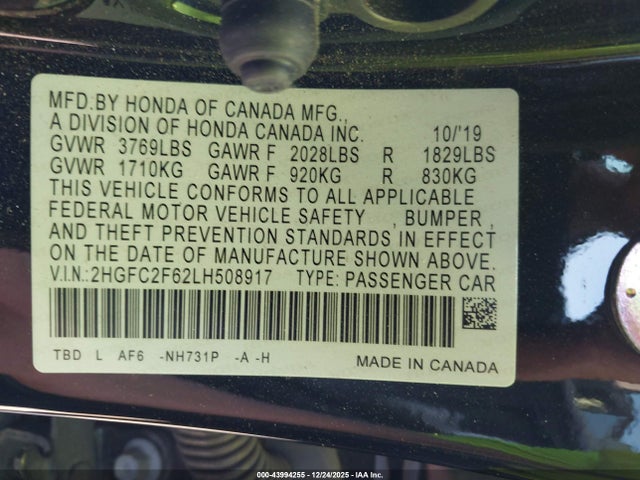 MFD.BY HONDA OF CANADA MFG.,
A DIVISION OF HONDA CANADA INC. 10/'19
GVWR 3769LBS GAWR F 2028LBS R 1829LBS
GVWR 1710KG GAWR F 920KG R 830KG
THIS VEHICLE CONFORMS TO ALL APPLICABLE
FEDERAL MOTOR VEHICLE SAFETY , BUMPER ,
AND THEFT PREVENTION STANDARDS IN EFFECT
ON THE DATE OF MANUFACTURE SHOWN ABOVE.
V.I.N.:2HGFC2F62LH508917 TYPE: PASSENGER CAR
TBD L AF6 -NH731P -A -H
MADE IN CANADA
000-43994255 - 12/24/2025 - IAA Inc.